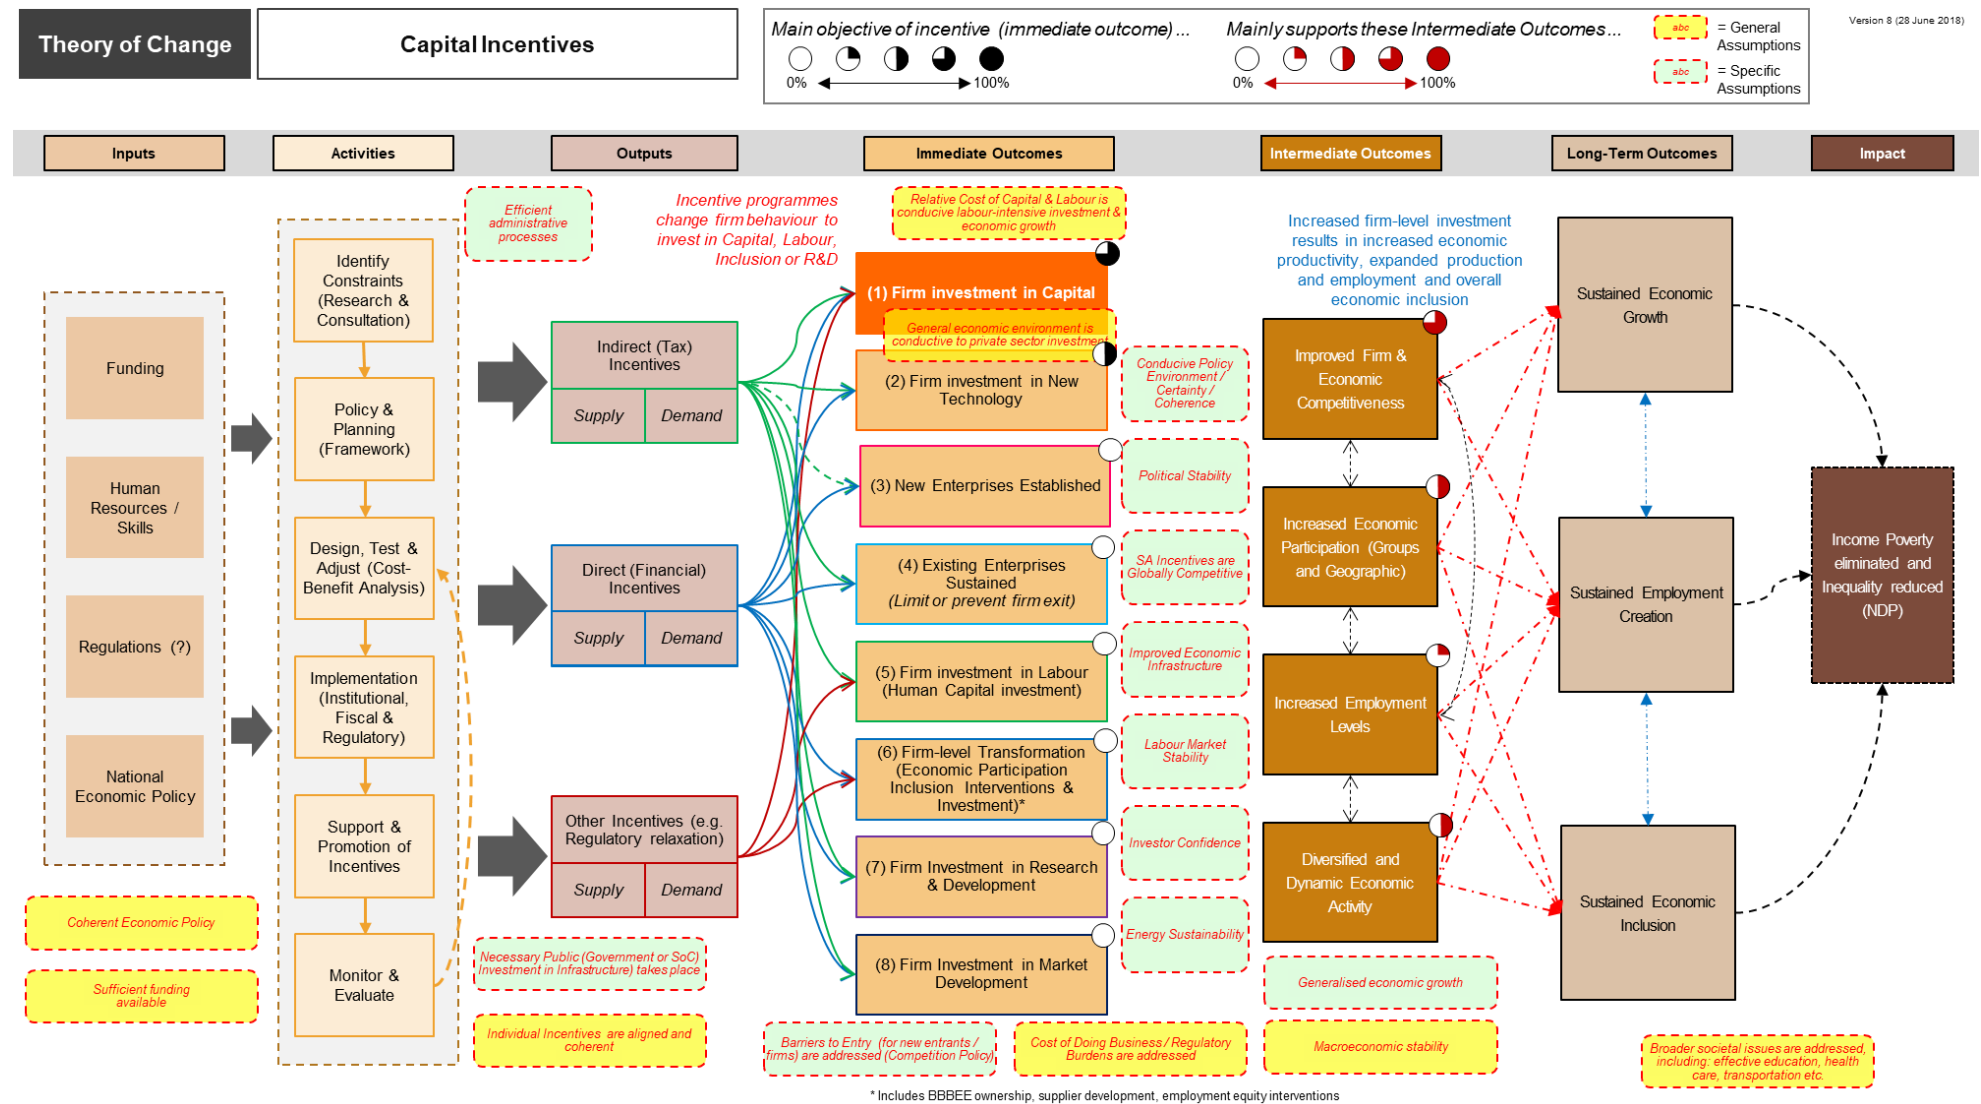 Theory of Change
Capital Incentives
Main objective of incentive (immediate outcome) ...
0%
100%
Mainly supports these Intermediate Outcomes ...
0%
100%
abc
= General
Assumptions
abc
= Specific
Assumptions
Version 8 (28 June 2018)
Inputs
Activities
Outputs
Immediate Outcomes
Intermediate Outcomes
Long-Term Outcomes
Impact
Funding
Human
Resources /
Skills
Regulations (?)
National
Economic Policy
Coherent Economic Policy
Sufficient funding
available
Identify
Constraints
(Research &
Consultation)
Policy &
Planning
(Framework)
Design, Test &
Adjust (Cost-
Benefit Analysis)
Implementation
(Institutional,
Fiscal &
Regulatory)
Support &
Promotion of
Incentives
Monitor &
Evaluate
Efficient
administrative
processes
Indirect (Tax)
Incentives
Supply
Demand
Direct (Financial)
Incentives
Supply
Demand
Other Incentives (e.g.
Regulatory relaxation)
Supply
Demand
Necessary Public (Government or SoC)
Investment in Infrastructure) takes place
Individual Incentives are aligned and
coherent
Incentive programmes
change firm behaviour to
invest in Capital, Labour,
Inclusion or R&D
Relative Cost of Capital & Labour is
conducive labour-intensive investment &
economic growth
(1) Firm investment in Capital
General economic environment is
conductive to private sector investment
(2) Firm investment in New
Technology
(3) New Enterprises Established
(4) Existing Enterprises
Sustained
(Limit or prevent firm exit)
(5) Firm investment in Labour
(Human Capital investment)
(6) Firm-level Transformation
(Economic Participation
Inclusion Interventions &
Investment)*
(7) Firm Investment in Research
& Development
(8) Firm Investment in Market
Development
Barriers to Entry (for new entrants /
firms) are addressed (Competition Policy)
Cost of Doing Business / Regulatory
Burdens are addressed
Conducive Policy
Environment /
Certainty /
Coherence
Political Stability
SA Incentives are
Globally Competitive
Improved Economic
Infrastructure
Labour Market
Stability
Investor Confidence
Energy Sustainability
Increased firm-level investment
results in increased economic
productivity, expanded production
and employment and overall
economic inclusion
Improved Firm &
Economic
Competitiveness
Increased Economic
Participation (Groups
and Geographic)
Increased Employment
Levels
Diversified and
Dynamic Economic
Activity
Generalised economic growth
Macroeconomic stability
Sustained Economic
Growth
Sustained Employment
Creation
Sustained Economic
Inclusion
Income Poverty
eliminated and
Inequality reduced
(NDP)
Broader societal issues are addressed,
including: effective education, health
care, transportation etc.
* Includes BBBEE ownership, supplier development, employment equity interventions